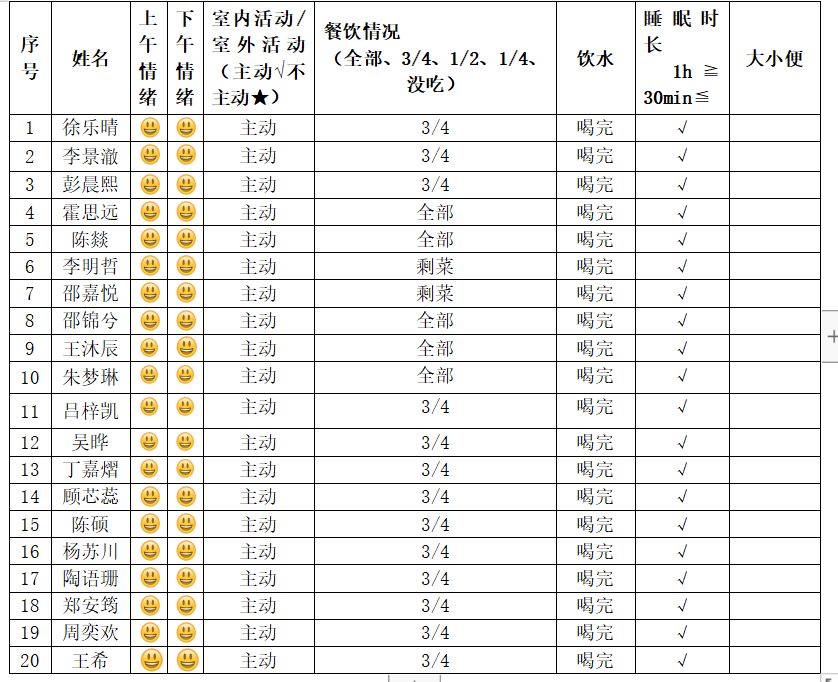 序号 姓名 上午情绪 下午情绪 室内活动/室外活动（主动√不主动★） 餐饮情况（全部、3/4、1/2、1/4、没吃） 饮水 睡眠时长 1h ≧ 30min≦ 大小便
1 徐乐晴 😃 😃 主动 3/4 喝完 √
2 李景澈 😃 😃 主动 3/4 喝完 √
3 彭晨熙 😃 😃 主动 3/4 喝完 √
4 霍思远 😃 😃 主动 全部 喝完 √
5 陈燚 😃 😃 主动 全部 喝完 √
6 李明哲 😃 😃 主动 剩菜 喝完 √
7 邵嘉悦 😃 😃 主动 剩菜 喝完 √
8 邵锦兮 😃 😃 主动 全部 喝完 √
9 王沐辰 😃 😃 主动 全部 喝完 √
10 朱梦琳 😃 😃 主动 全部 喝完 √
11 吕梓凯 😃 😃 主动 3/4 喝完 √
12 吴晔 😃 😃 主动 3/4 喝完 √
13 丁嘉熠 😃 😃 主动 3/4 喝完 √
14 顾芯蕊 😃 😃 主动 3/4 喝完 √
15 陈硕 😃 😃 主动 3/4 喝完 √
16 杨苏川 😃 😃 主动 3/4 喝完 √
17 陶语珊 😃 😃 主动 3/4 喝完 √
18 郑安筠 😃 😃 主动 3/4 喝完 √
19 周奕欢 😃 😃 主动 3/4 喝完 √
20 王希 😃 😃 主动 3/4 喝完 √